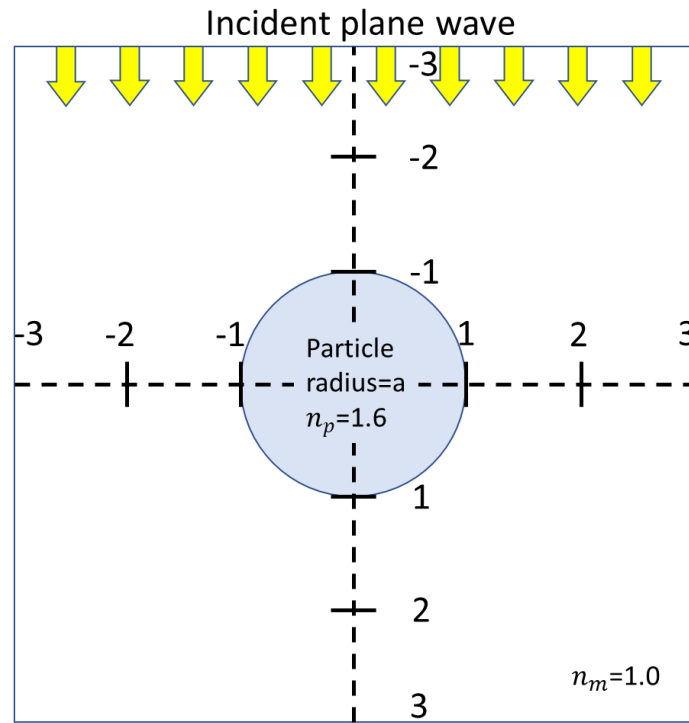 Incident plane wave
-3
-2
-1
-3 -2 -1 1 2 3
Particle
radius=a
n_p=1.6
1
2
n_m=1.0
3